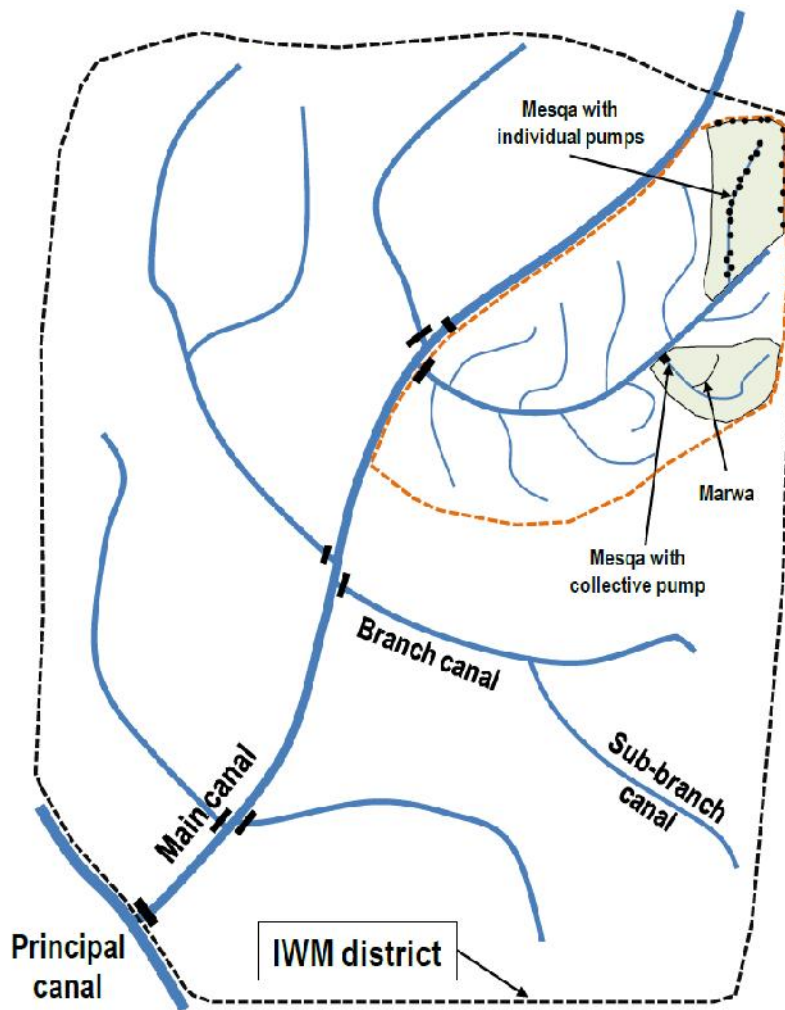 Mesqa with
individual pumps
Marwa
Mesqa with
collective pump
Branch canal
Sub-branch
canal
Main canal
Principal
canal
IWM district